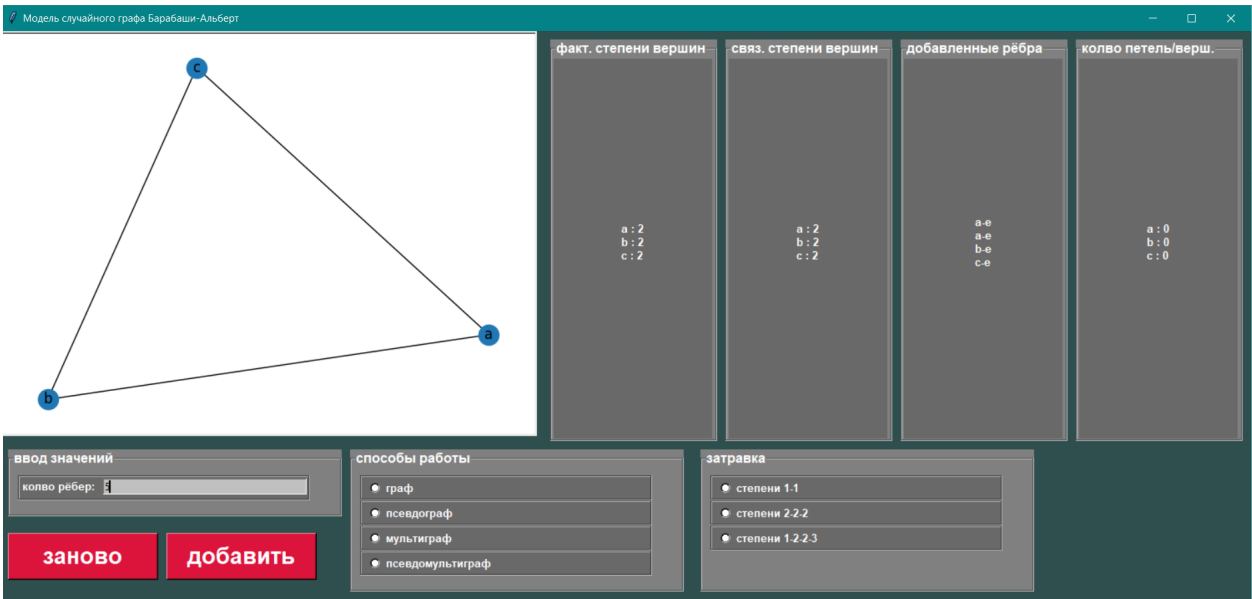 Модель случайного графа Барабаши-Альберт
c
a
b
факт. степени вершин
a : 2
b : 2
c : 2
связ. степени вершин
a : 2
b : 2
c : 2
добавленные рёбра
a-e
a-e
b-e
c-e
колво петель/верш.
a : 0
b : 0
c : 0
ввод значений
колво рёбер: 5
заново
добавить
способы работы
граф
псевдограф
мультиграф
псевдомультиграф
затравка
степени 1-1
степени 2-2-2
степени 1-2-2-3